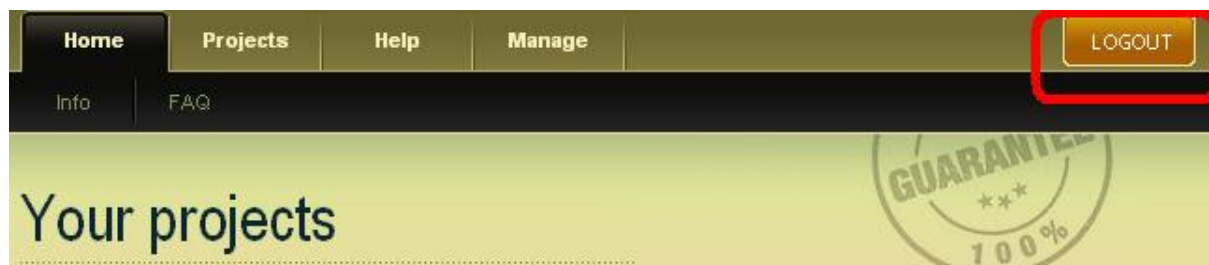 Home Projects Help Manage LOGOUT
Info FAQ
GUARANTEE
Your projects
100%